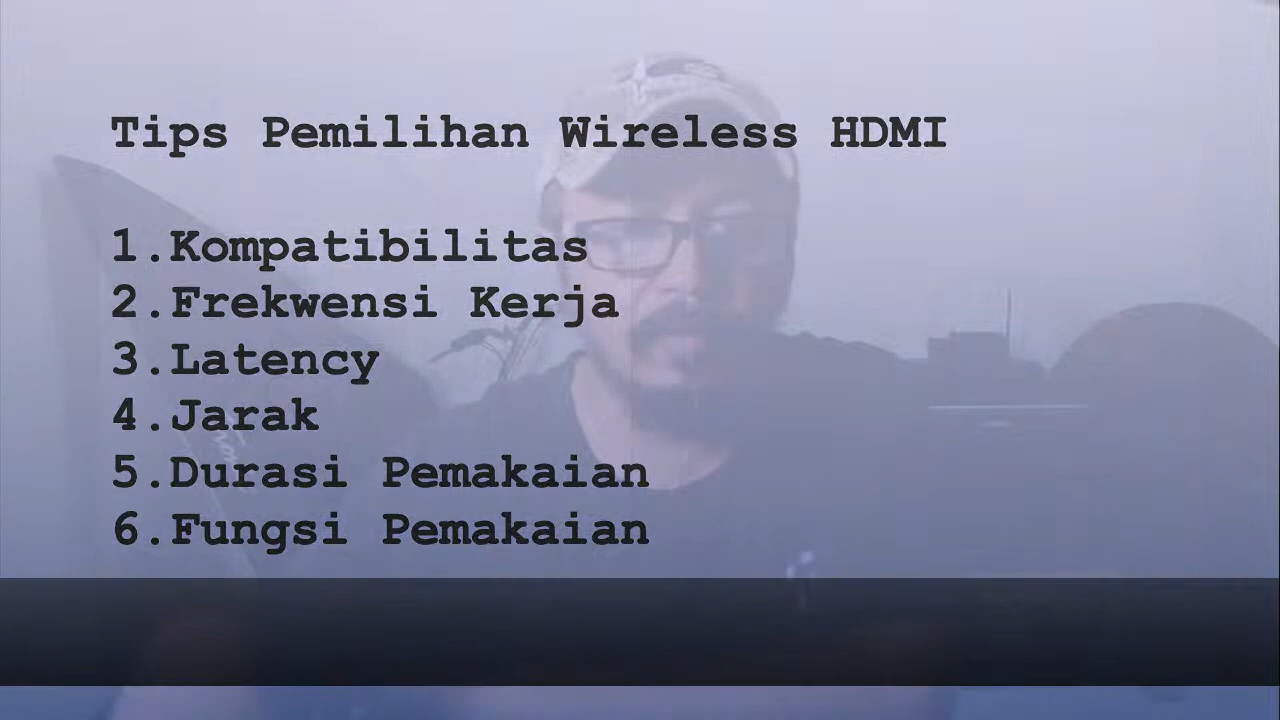 Tips Pemilihan Wireless HDMI
1.Kompatibilitas
2.Frekwensi Kerja
3.Latency
4.Jarak
5.Durasi Pemakaian
6.Fungsi Pemakaian